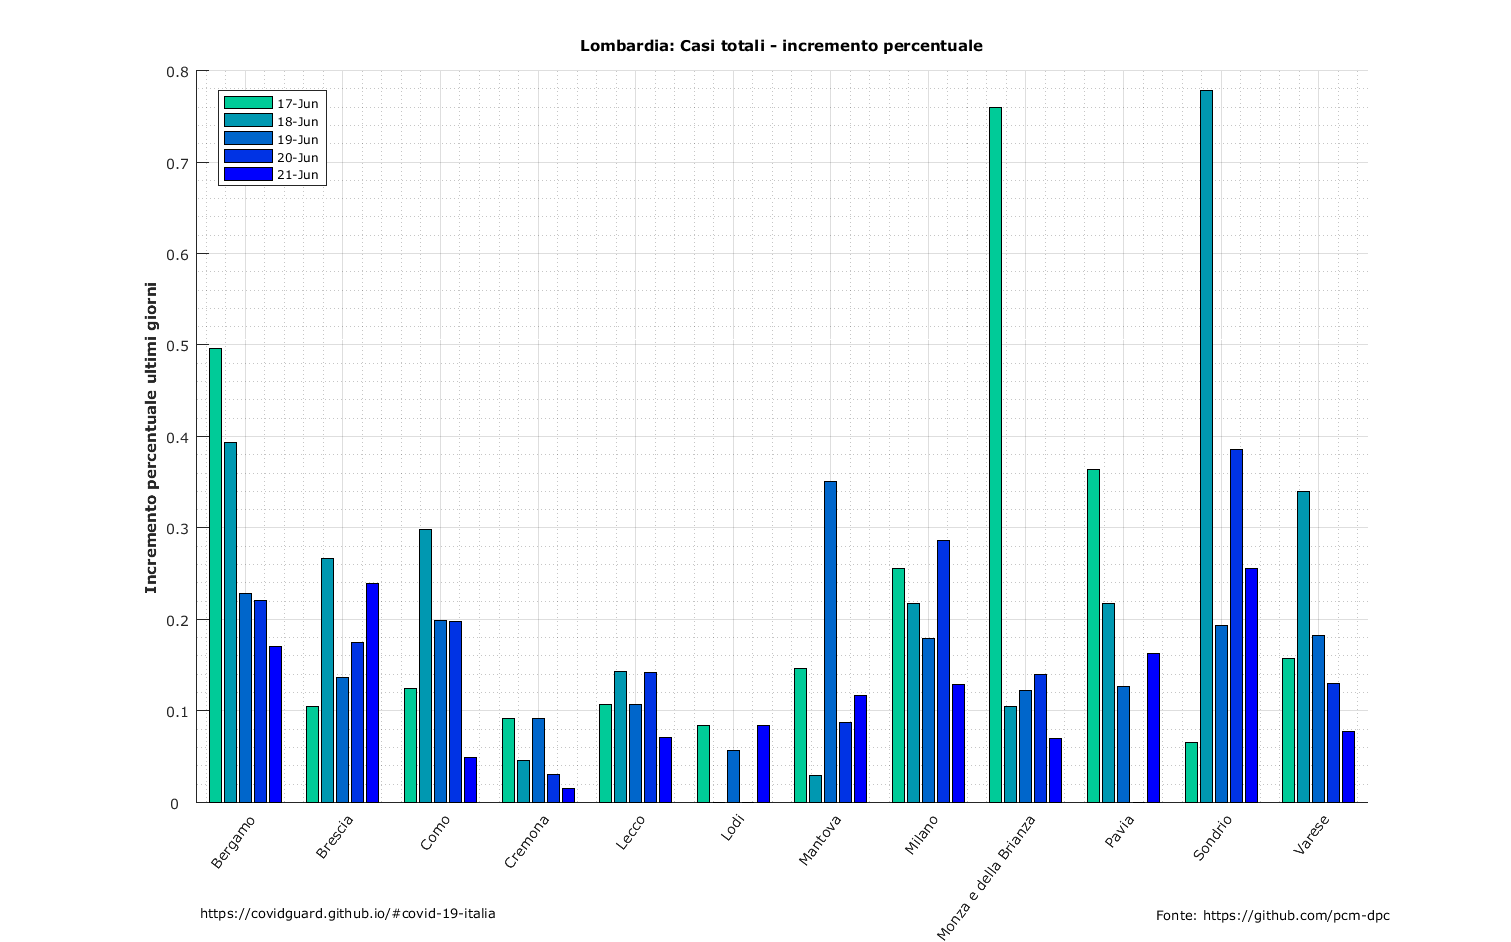 Lombardia: Casi totali - incremento percentuale
0.8
0.7
0.6
0.5
0.4
0.3
0.2
0.1
0
Incremento percentuale ultimi giorni
17-Jun
18-Jun
19-Jun
20-Jun
21-Jun
Bergamo
Brescia
Como
Cremona
Lecco
Lodi
Mantova
Milano
Monza e della Brianza
Pavia
Sondrio
Varese
https://covidguard.github.io/#covid-19-italia
Fonte: https://github.com/pcm-dpc